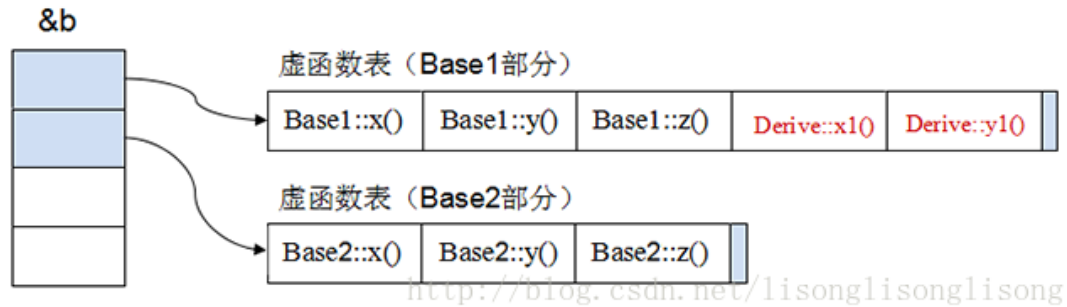 &b
虚函数表（Base1部分）
Base1::x() Base1::y() Base1::z() Derive::x1() Derive::y1()
虚函数表（Base2部分）
Base2::x() Base2::y() Base2::z()
http://blog.csdn.net/lisonglisonglisong